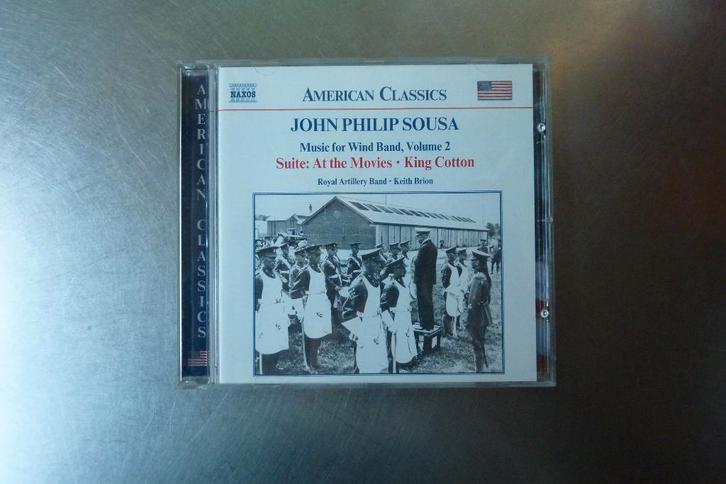 AMERICAN CLASSICS
NAXOS
AMERICAN CLASSICS
JOHN PHILIP SOUSA
Music for Wind Band, Volume 2
Suite: At the Movies • King Cotton
Royal Artillery Band • Keith Brion